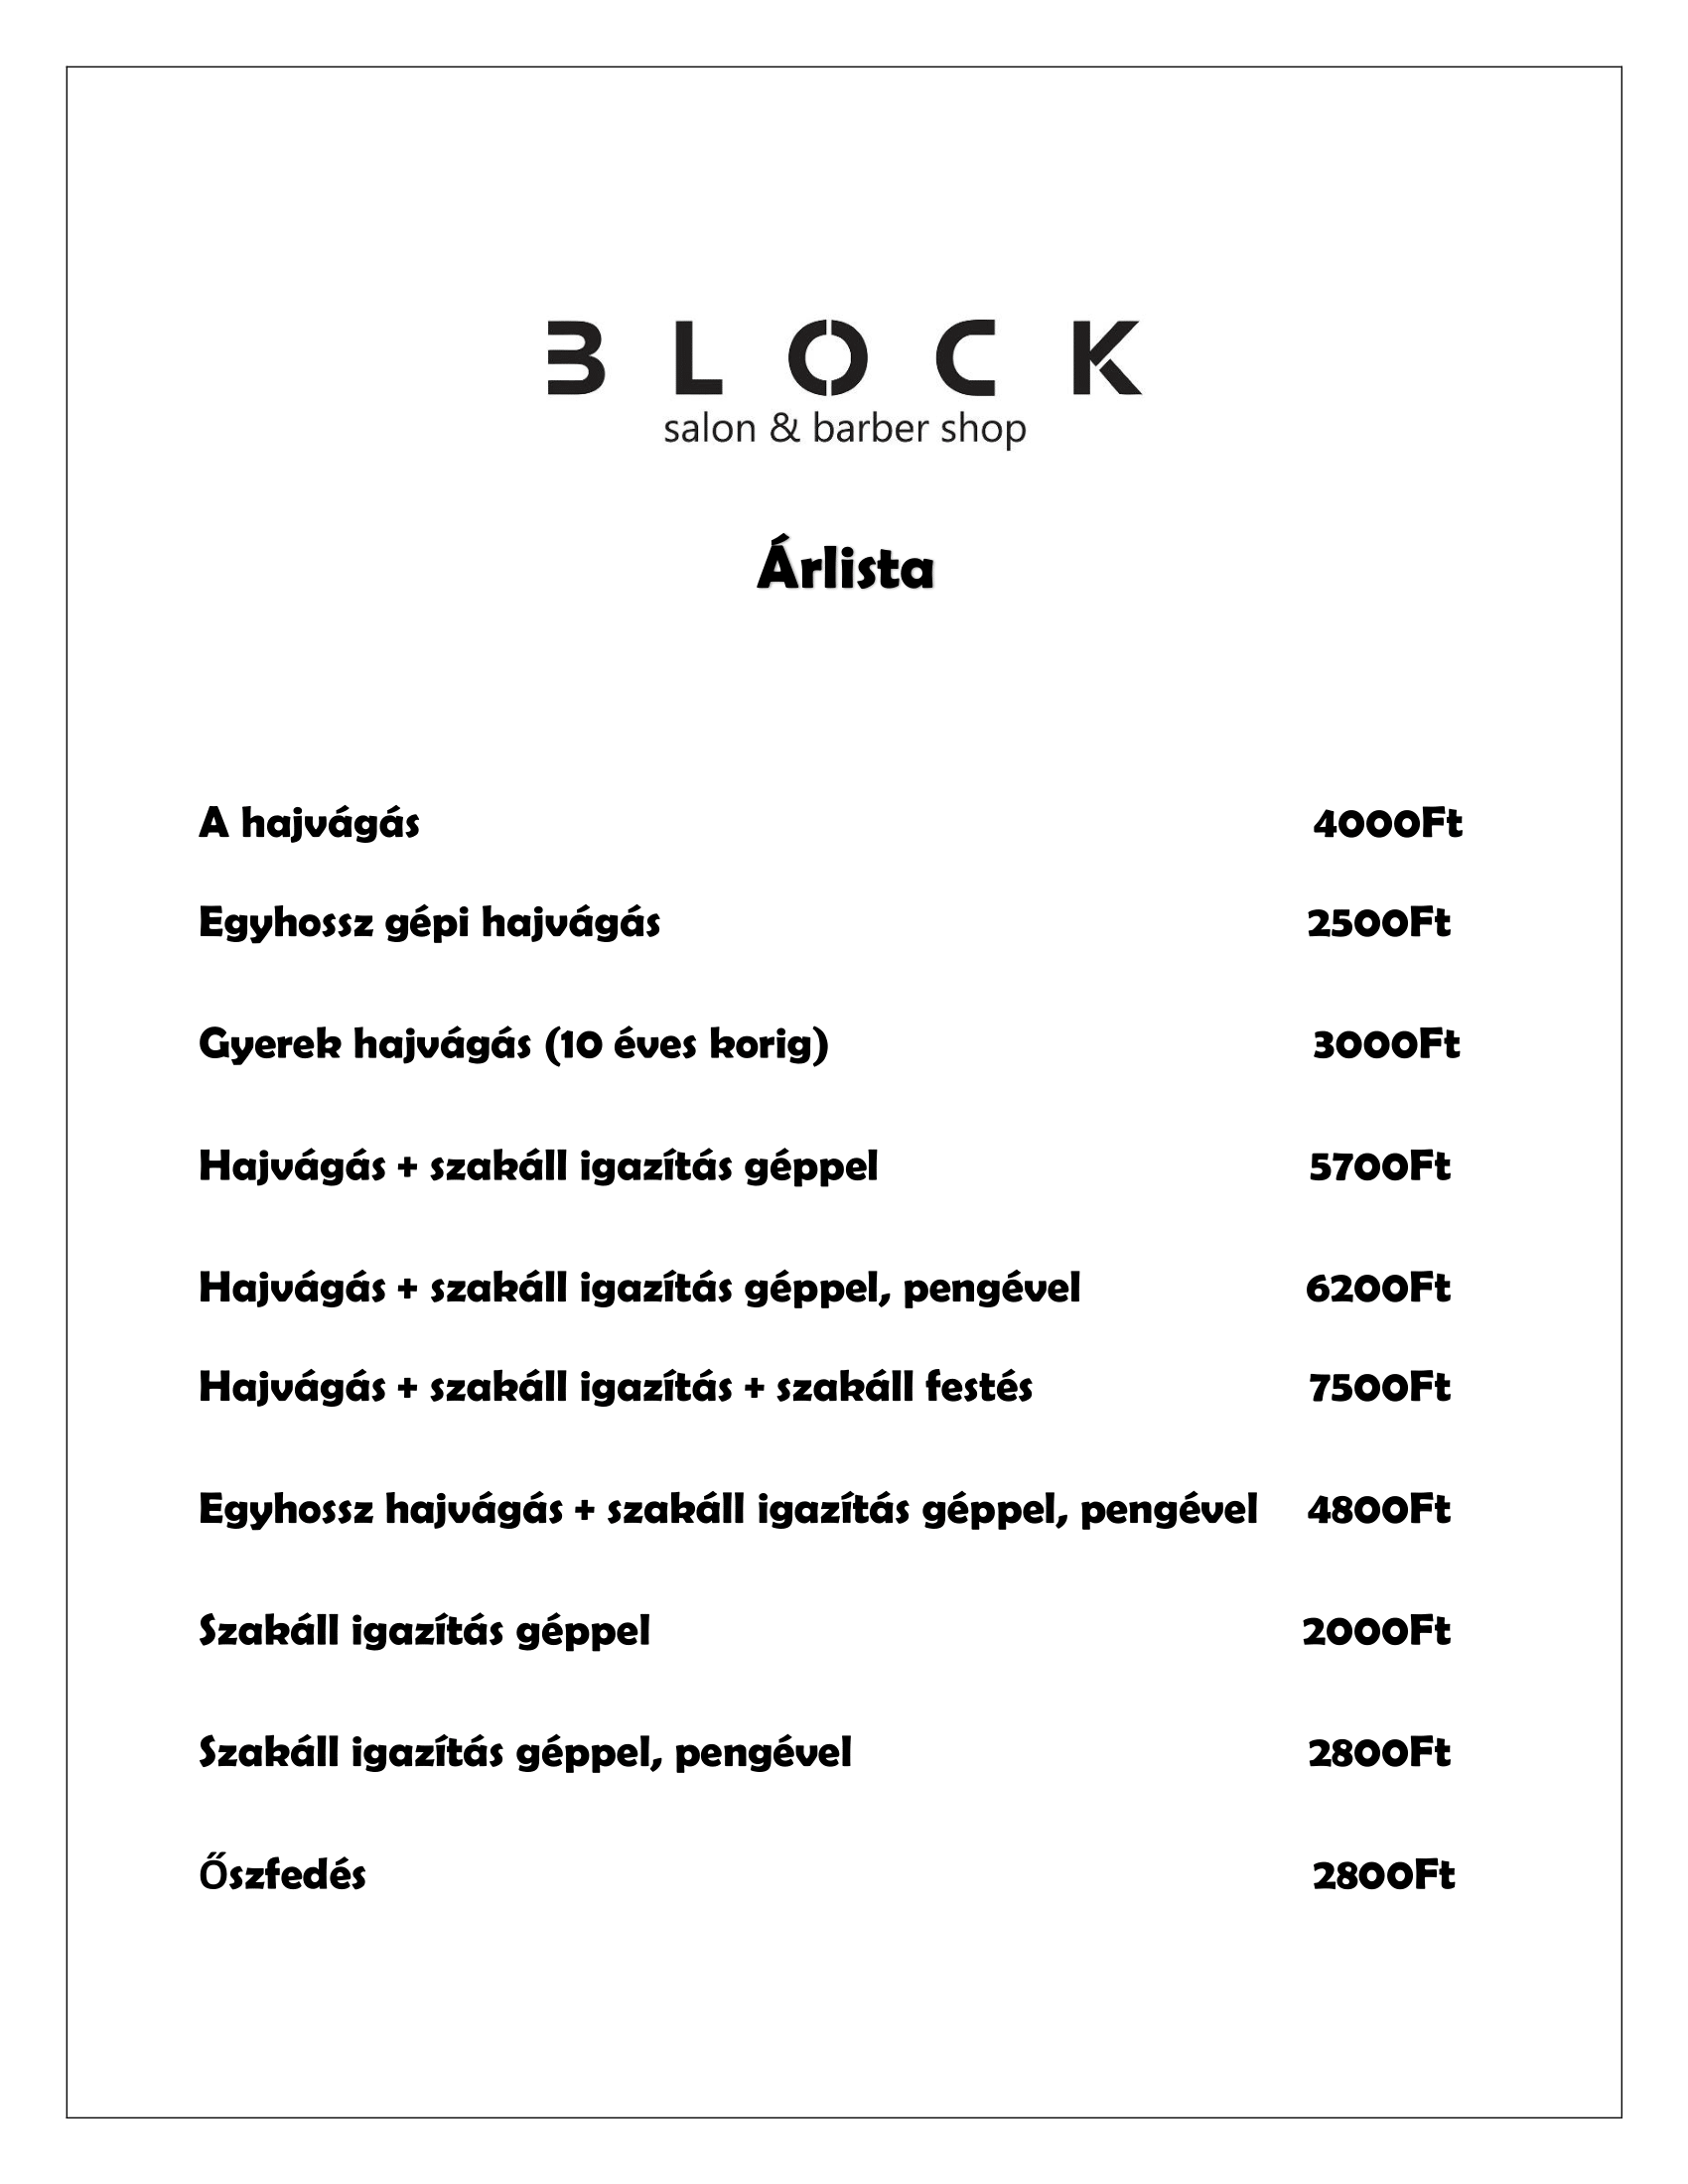 BLOCK
salon & barber shop
Árlista
A hajvágás 4000Ft
Egyhossz gépi hajvágás 2500Ft
Gyerek hajvágás (10 éves korig) 3000Ft
Hajvágás + szakáll igazítás géppel 5700Ft
Hajvágás + szakáll igazítás géppel, pengével 6200Ft
Hajvágás + szakáll igazítás + szakáll festés 7500Ft
Egyhossz hajvágás + szakáll igazítás géppel, pengével 4800Ft
Szakáll igazítás géppel 2000Ft
Szakáll igazítás géppel, pengével 2800Ft
Őszfedés 2800Ft